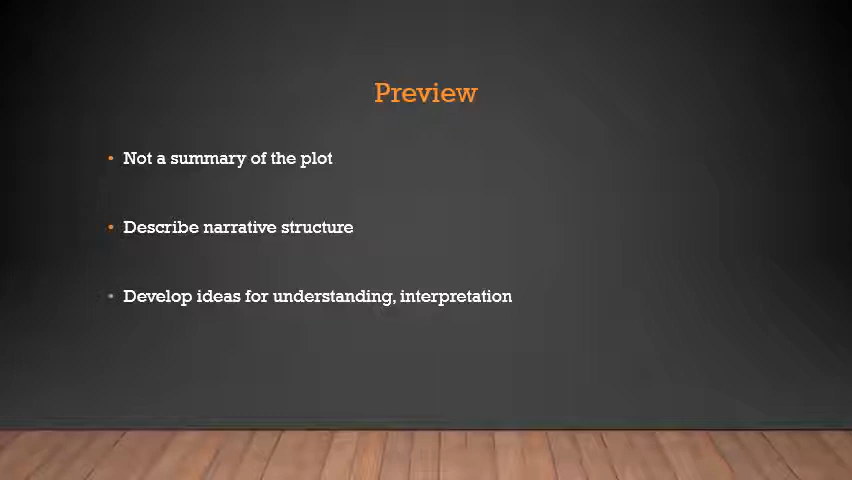 Preview
• Not a summary of the plot
• Describe narrative structure
• Develop ideas for understanding, interpretation